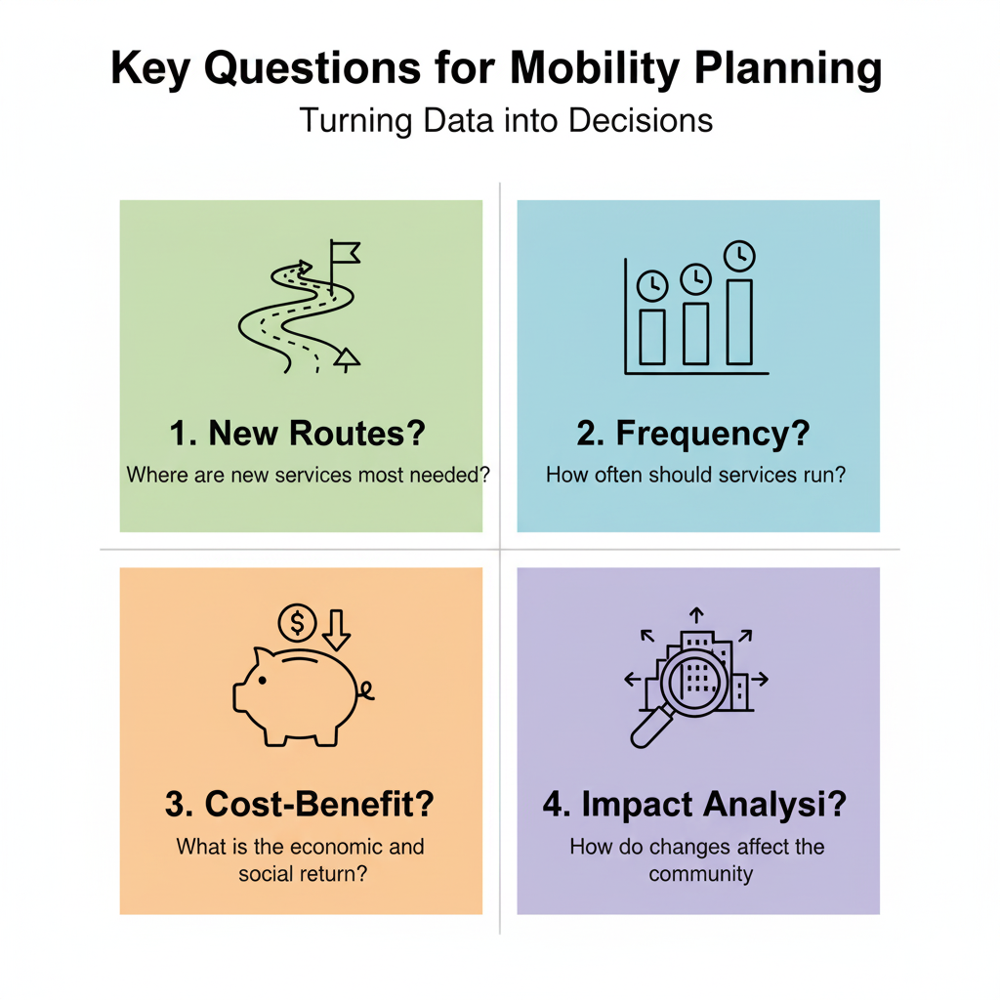 Key Questions for Mobility Planning
Turning Data into Decisions
1. New Routes?
Where are new services most needed?
2. Frequency?
How often should services run?
$
3. Cost-Benefit?
What is the economic and
social return?
4. Impact Analysi?
How do changes affect the
community